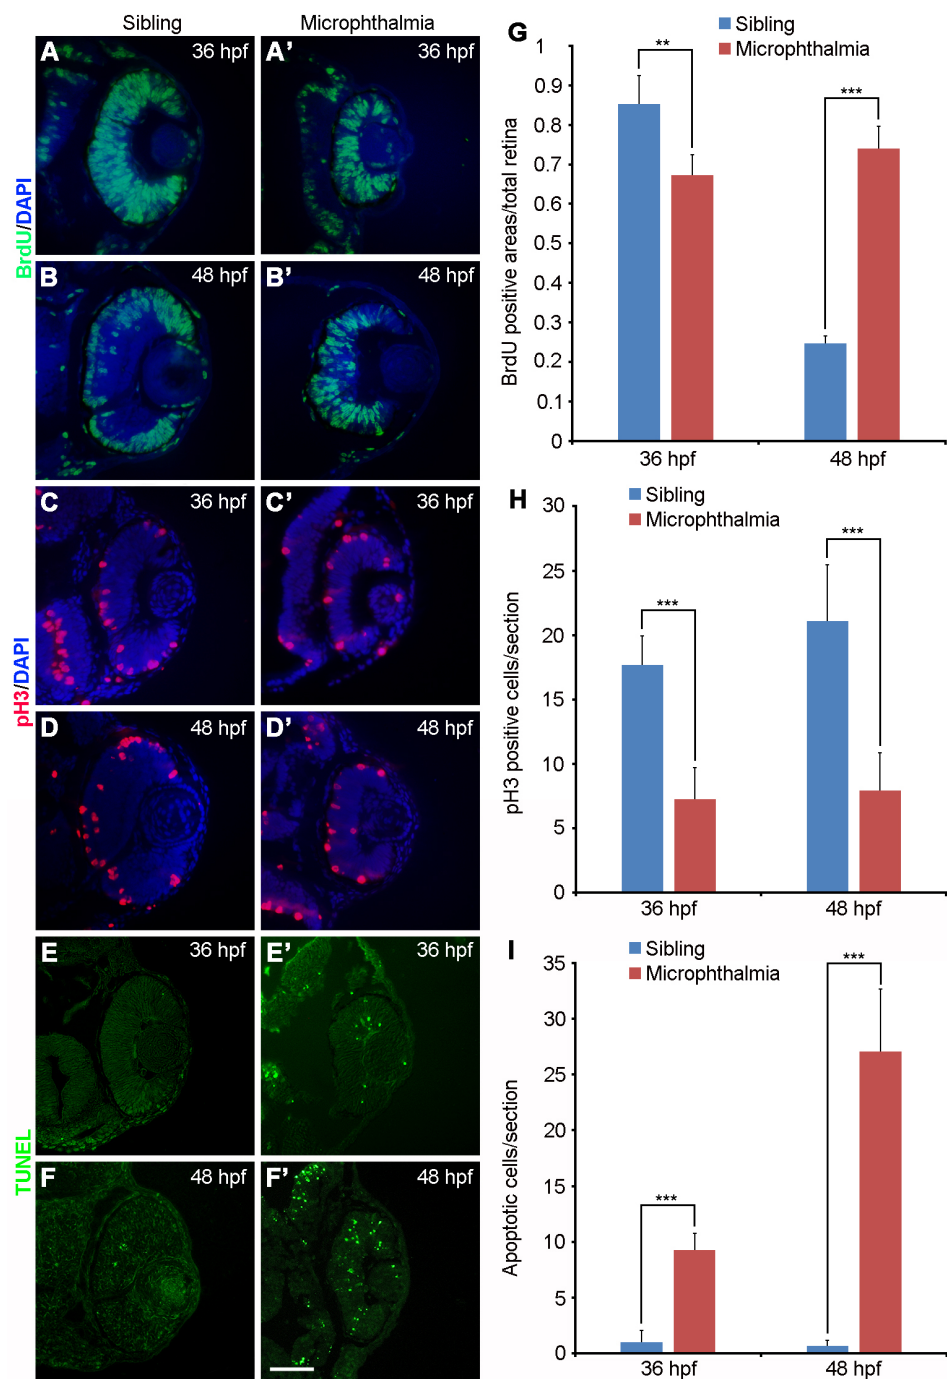 Sibling
Microphthalmia
A
36 hpf
A'
36 hpf
B
48 hpf
B'
48 hpf
BrdU/DAPI
C
36 hpf
C'
36 hpf
D
48 hpf
D'
48 hpf
pH3/DAPI
E
36 hpf
E'
36 hpf
F
48 hpf
F'
48 hpf
TUNEL
G
Sibling
Microphthalmia
BrdU positive areas/total retina
1
0.9
0.8
0.7
0.6
0.5
0.4
0.3
0.2
0.1
0
**
***
36 hpf
48 hpf
H
Sibling
Microphthalmia
pH3 positive cells/section
30
25
20
15
10
5
0
***
***
36 hpf
48 hpf
I
Sibling
Microphthalmia
Apoptotic cells/section
35
30
25
20
15
10
5
0
***
***
36 hpf
48 hpf